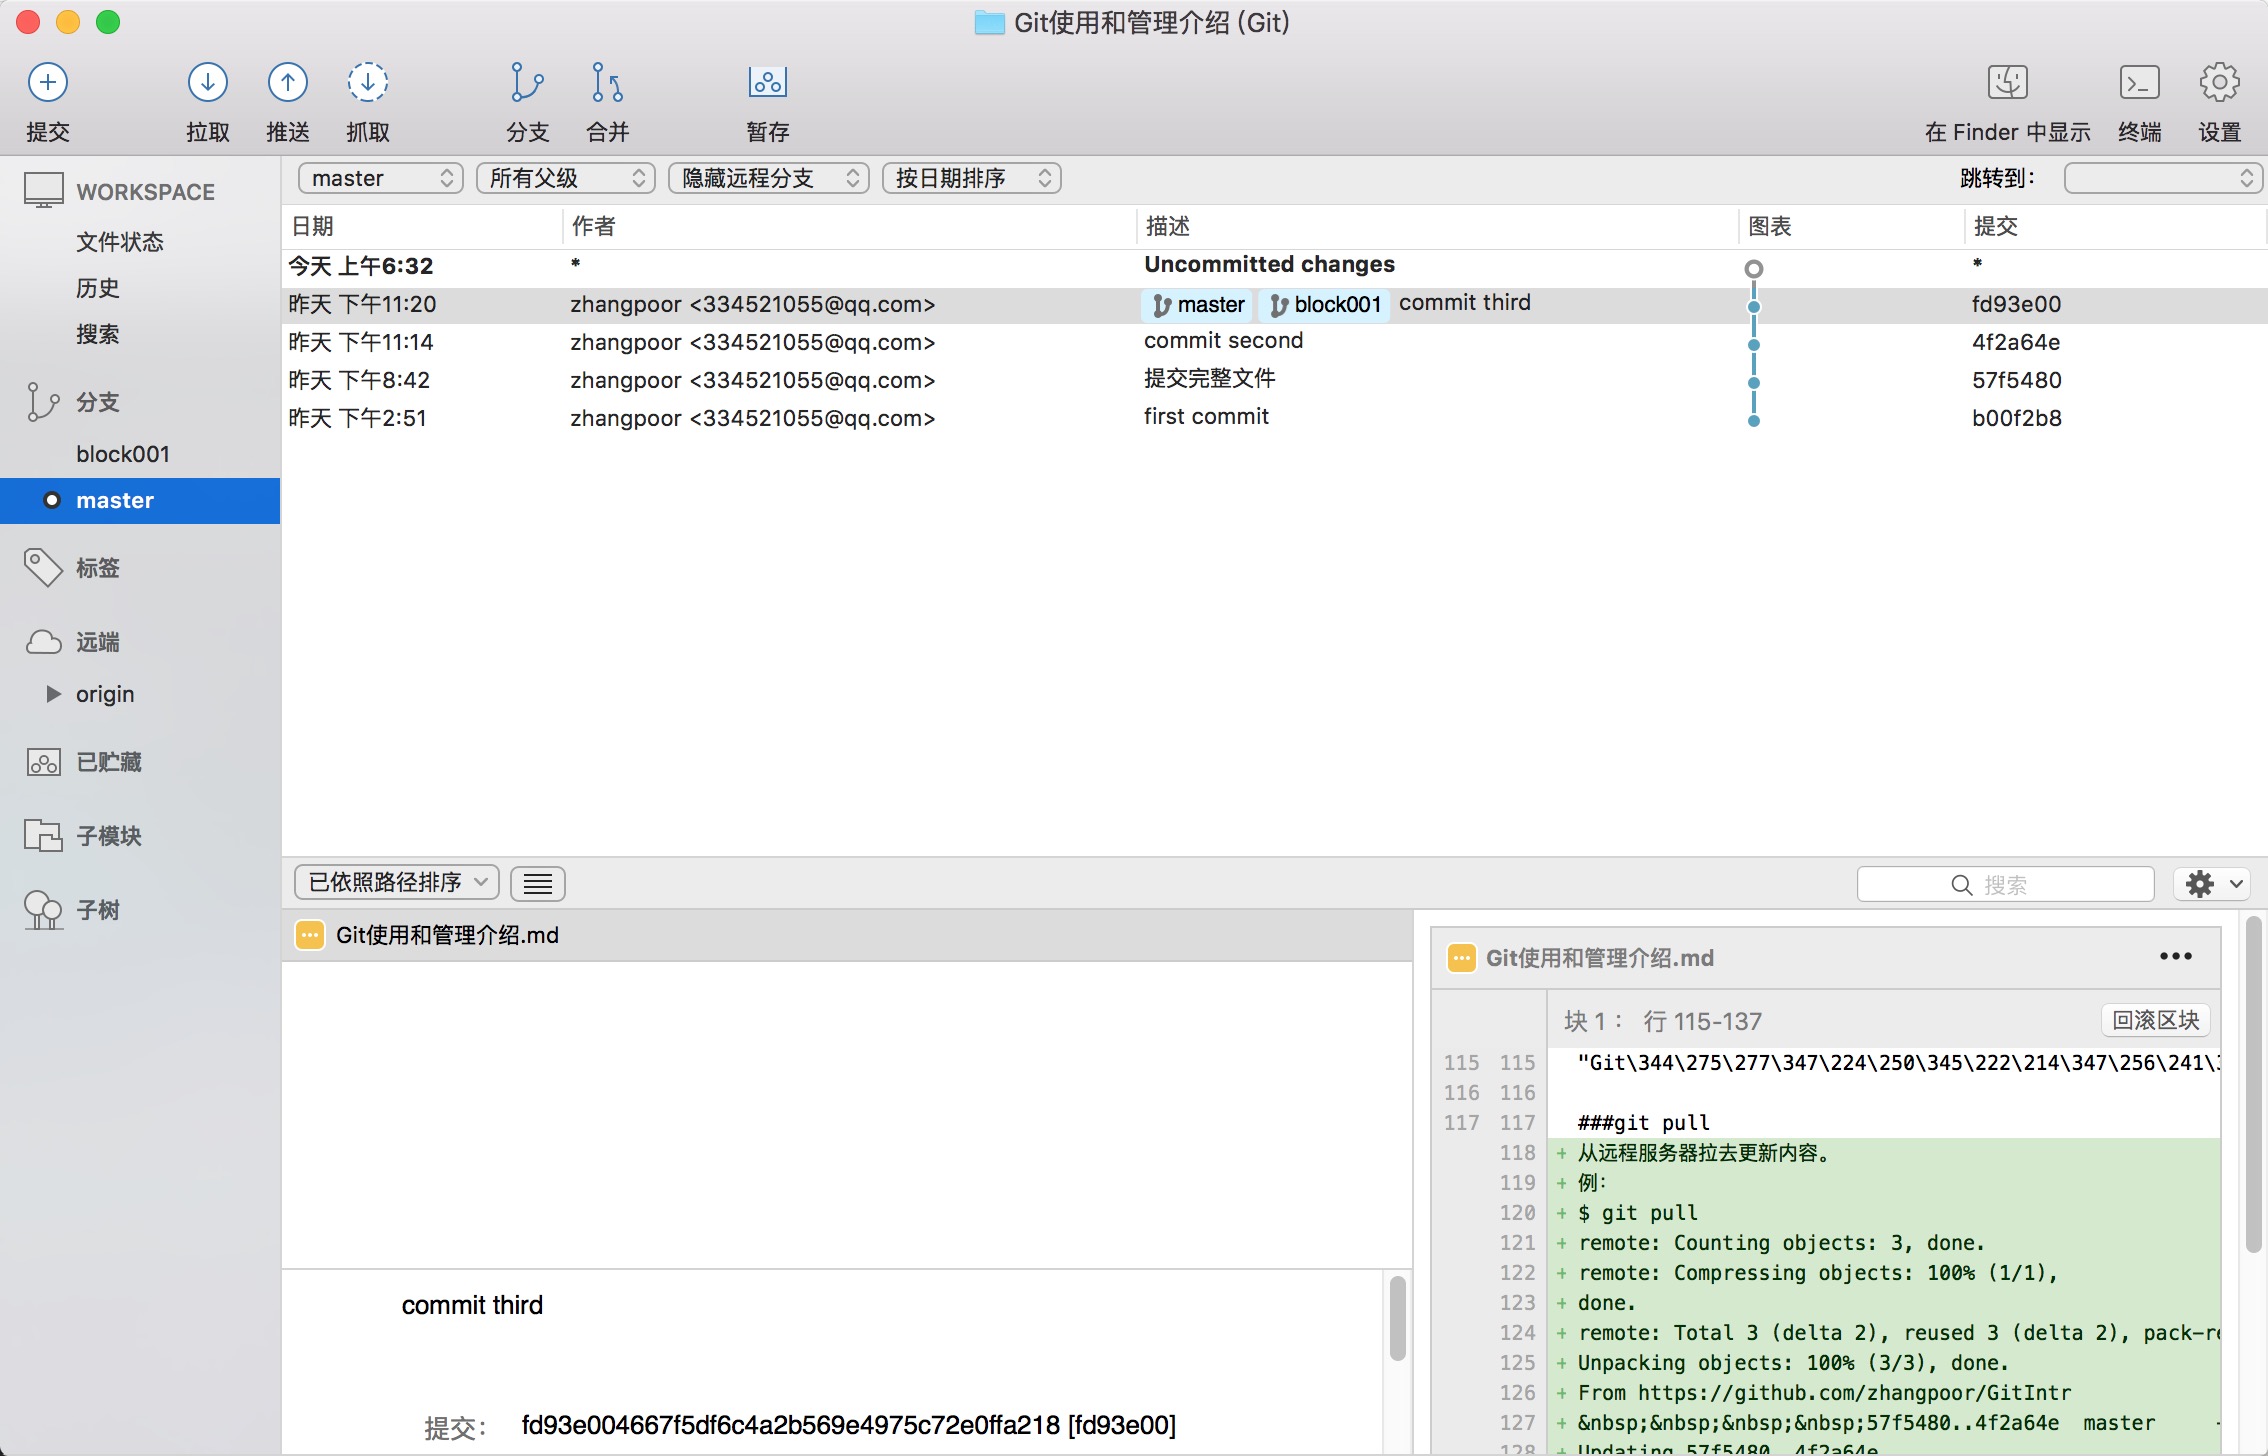 Git使用和管理介绍 (Git)
提交 拉取 推送 抓取 分支 合并 暂存 在 Finder 中显示 终端 设置
WORKSPACE
文件状态
历史
搜索
分支
block001
master
标签
远端
origin
已贮藏
子模块
子树
master 所有父级 隐藏远程分支 按日期排序 跳转到：
日期 作者 描述 图表 提交
今天 上午6:32 * Uncommitted changes *
昨天 下午11:20 zhangpoor <334521055@qq.com> master block001 commit third fd93e00
昨天 下午11:14 zhangpoor <334521055@qq.com> commit second 4f2a64e
昨天 下午8:42 zhangpoor <334521055@qq.com> 提交完整文件 57f5480
昨天 下午2:51 zhangpoor <334521055@qq.com> first commit b00f2b8
已依照路径排序 搜索
Git使用和管理介绍.md
commit third
提交： fd93e004667f5df6c4a2b569e4975c72e0ffa218 [fd93e00]
Git使用和管理介绍.md
块 1： 行 115-137 回滚区块
115 115 "Git\344\275\277\347\224\250\345\222\214\347\256\241\
116 116
117 117 ###git pull
118 + 从远程服务器拉去更新内容。
119 + 例：
120 + $ git pull
121 + remote: Counting objects: 3, done.
122 + remote: Compressing objects: 100% (1/1),
123 + done.
124 + remote: Total 3 (delta 2), reused 3 (delta 2), pack-re
125 + Unpacking objects: 100% (3/3), done.
126 + From https://github.com/zhangpoor/GitIntr
127 + &nbsp;&nbsp;&nbsp;&nbsp;57f5480..4f2a64e master -
128 + Updating 57f5480..4f2a64e